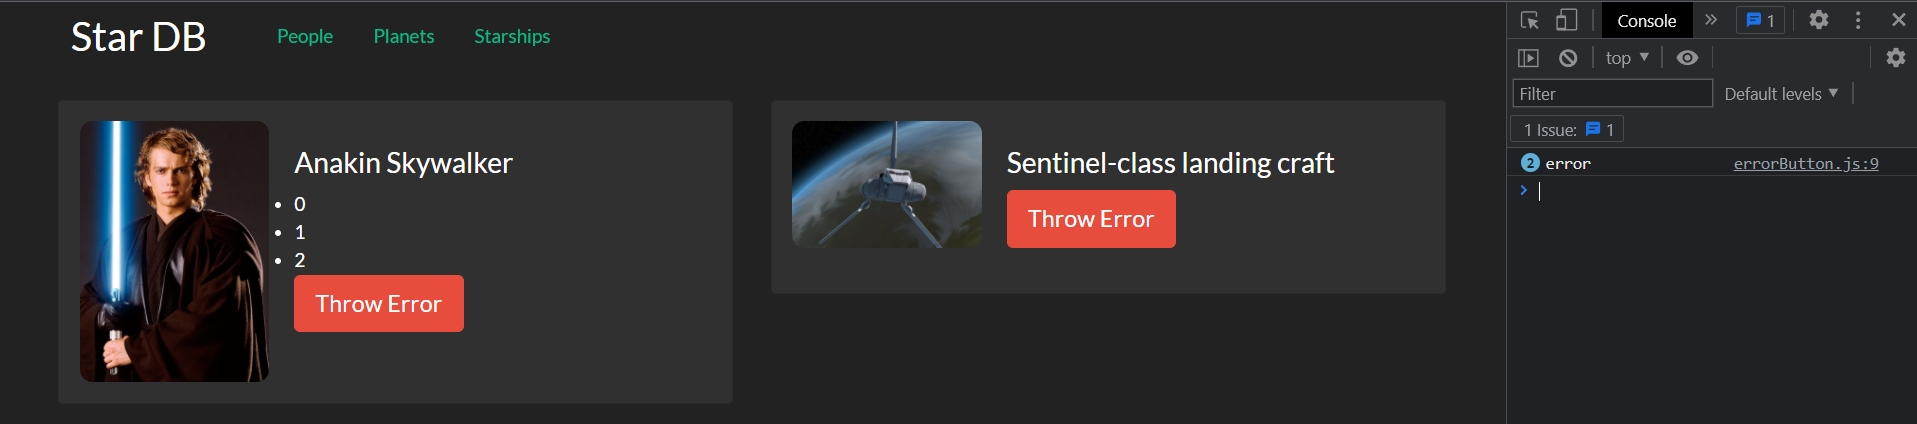 Star DB
People Planets Starships
Anakin Skywalker
0
1
2
Throw Error
Sentinel-class landing craft
Throw Error
Console » 1
top ▼
Filter
Default levels ▼
1 Issue: 1
2 error errorButton.js:9
>